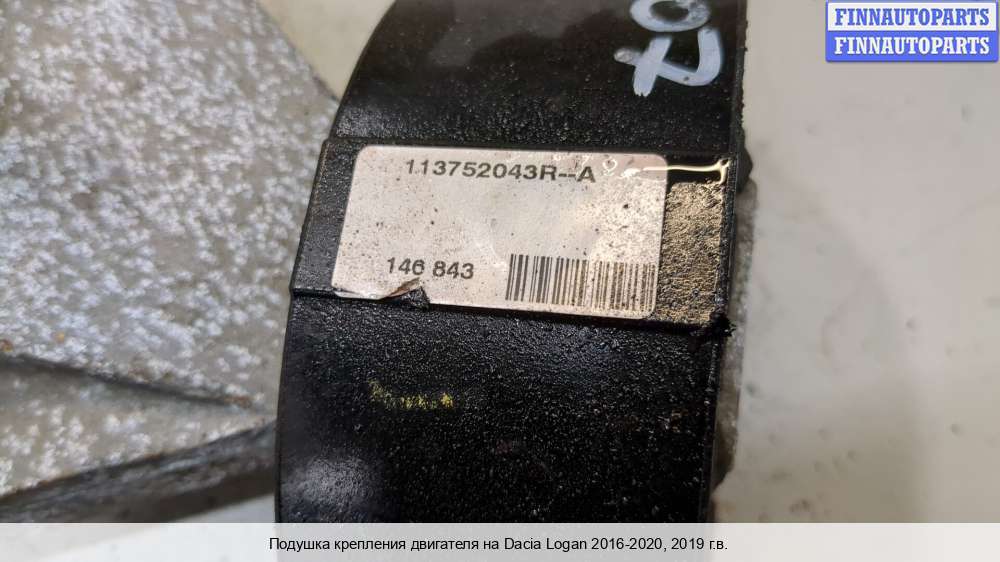 FINNAUTOPARTS
FINNAUTOPARTS
113752043R--A
146 843
Подушка крепления двигателя на Dacia Logan 2016-2020, 2019 г.в.